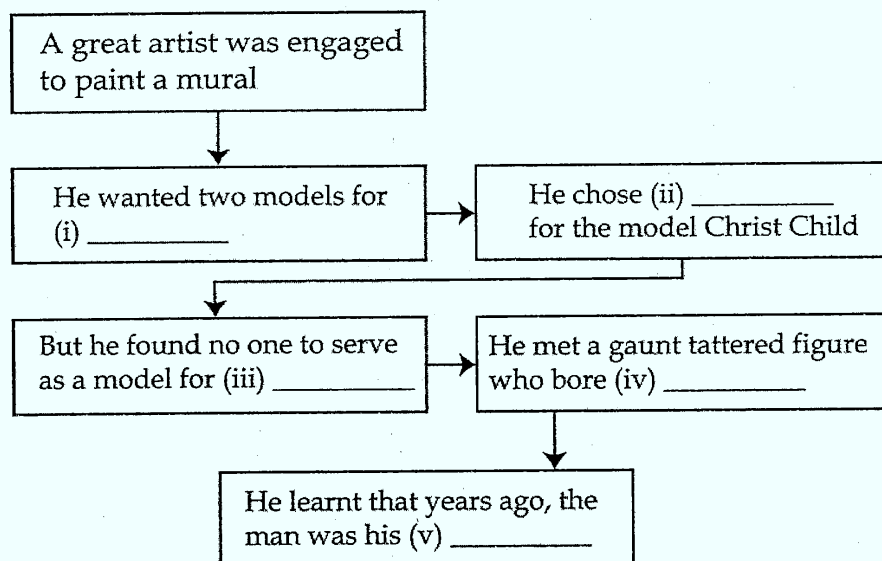 A great artist was engaged
to paint a mural
He wanted two models for
(i) __________
He chose (ii) __________
for the model Christ Child
But he found no one to serve
as a model for (iii) __________
He met a gaunt tattered figure
who bore (iv) __________
He learnt that years ago, the
man was his (v) __________